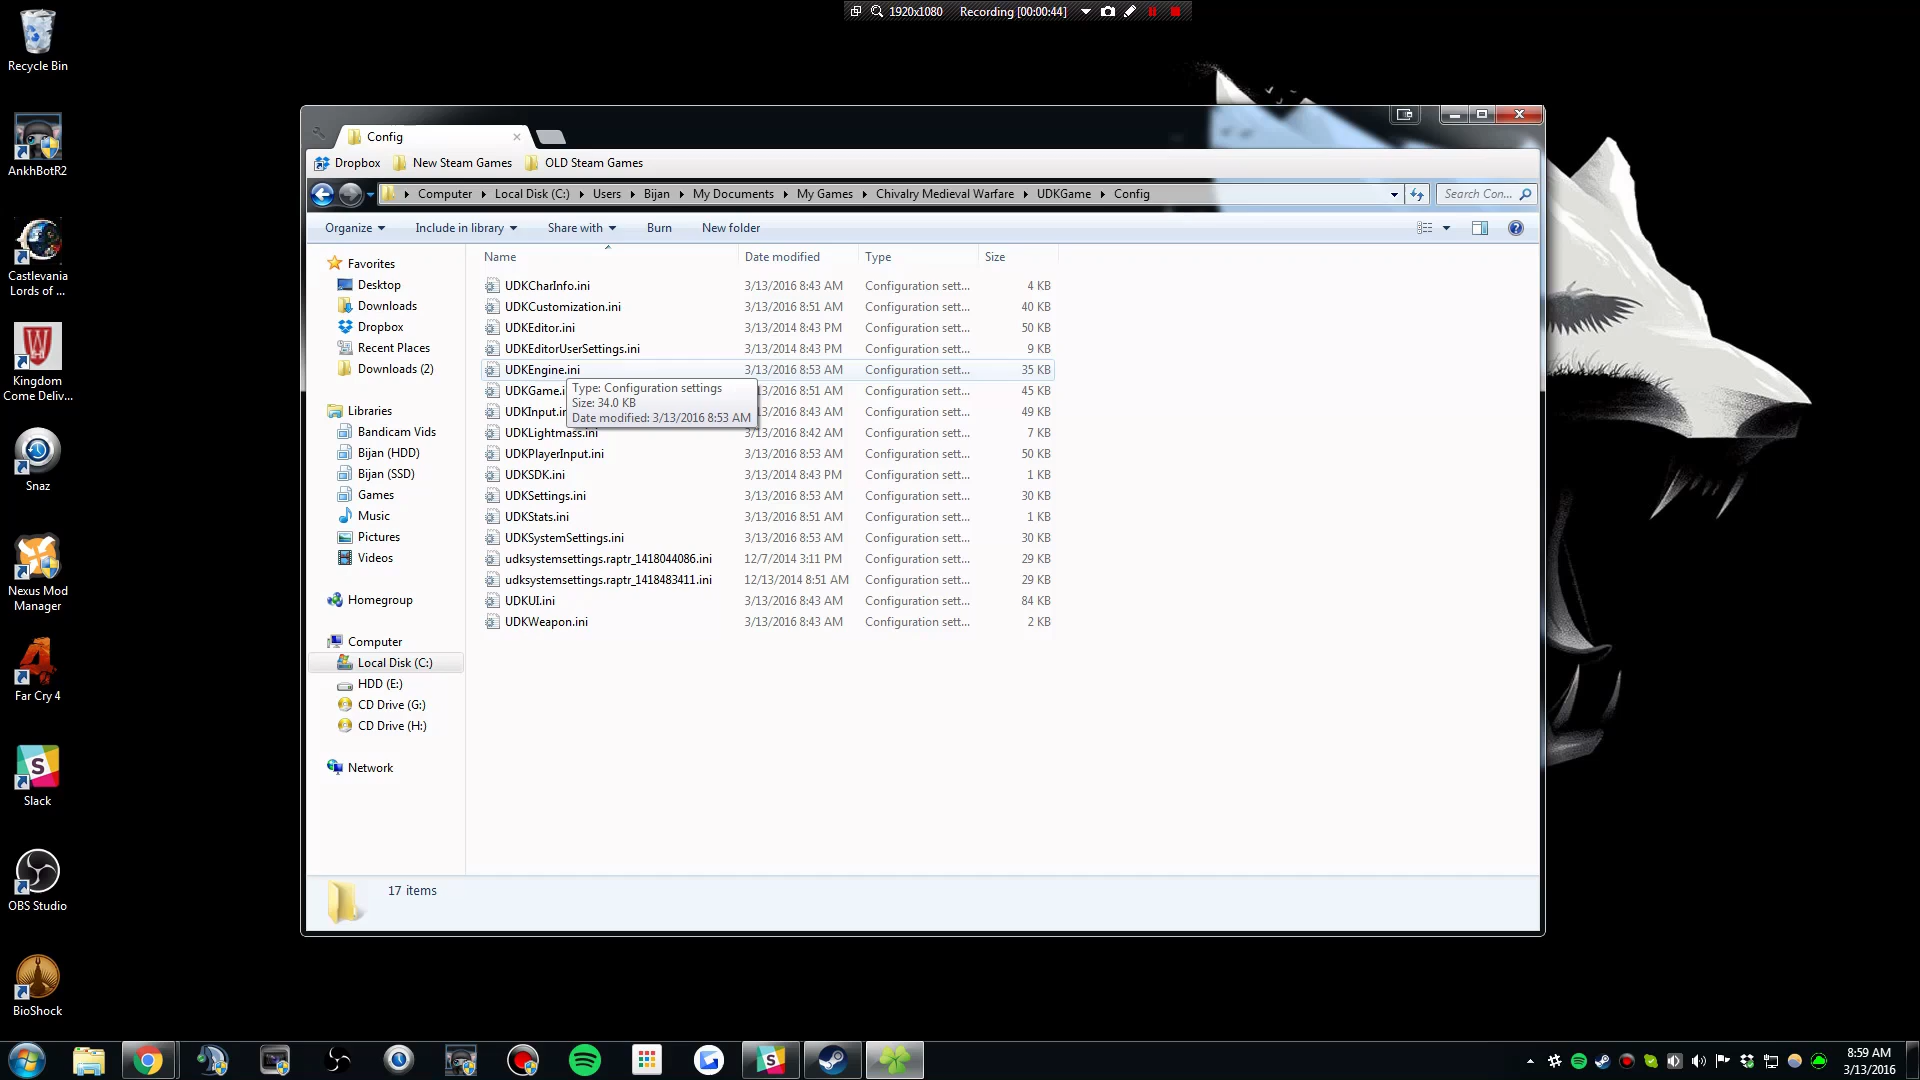 1920x1080 Recording [00:00:44]
Recycle Bin
AnkhBotR2
Castlevania
Lords of ...
Kingdom
Come Deliv...
Snaz
Nexus Mod
Manager
Far Cry 4
Slack
OBS Studio
BioShock
Config
Dropbox New Steam Games OLD Steam Games
Computer Local Disk (C:) Users Bijan My Documents My Games Chivalry Medieval Warfare UDKGame Config Search Con...
Organize Include in library Share with Burn New folder
Favorites
Desktop
Downloads
Dropbox
Recent Places
Downloads (2)
Libraries
Bandicam Vids
Bijan (HDD)
Bijan (SSD)
Games
Music
Pictures
Videos
Homegroup
Computer
Local Disk (C:)
HDD (E:)
CD Drive (G:)
CD Drive (H:)
Network
Name Date modified Type Size
UDKCharInfo.ini 3/13/2016 8:43 AM Configuration sett... 4 KB
UDKCustomization.ini 3/13/2016 8:51 AM Configuration sett... 40 KB
UDKEditor.ini 3/13/2014 8:43 PM Configuration sett... 50 KB
UDKEditorUserSettings.ini 3/13/2014 8:43 PM Configuration sett... 9 KB
UDKEngine.ini 3/13/2016 8:53 AM Configuration sett... 35 KB
UDKGame.i 13/2016 8:51 AM Configuration sett... 45 KB
UDKInput.in 13/2016 8:43 AM Configuration sett... 49 KB
UDKLightmass.ini 3/13/2016 8:42 AM Configuration sett... 7 KB
UDKPlayerInput.ini 3/13/2016 8:53 AM Configuration sett... 50 KB
UDKSDK.ini 3/13/2014 8:43 PM Configuration sett... 1 KB
UDKSettings.ini 3/13/2016 8:53 AM Configuration sett... 30 KB
UDKStats.ini 3/13/2016 8:51 AM Configuration sett... 1 KB
UDKSystemSettings.ini 3/13/2016 8:53 AM Configuration sett... 30 KB
udksystemsettings.raptr_1418044086.ini 12/7/2014 3:11 PM Configuration sett... 29 KB
udksystemsettings.raptr_1418483411.ini 12/13/2014 8:51 AM Configuration sett... 29 KB
UDKUI.ini 3/13/2016 8:43 AM Configuration sett... 84 KB
UDKWeapon.ini 3/13/2016 8:43 AM Configuration sett... 2 KB
Type: Configuration settings
Size: 34.0 KB
Date modified: 3/13/2016 8:53 AM
17 items
8:59 AM
3/13/2016